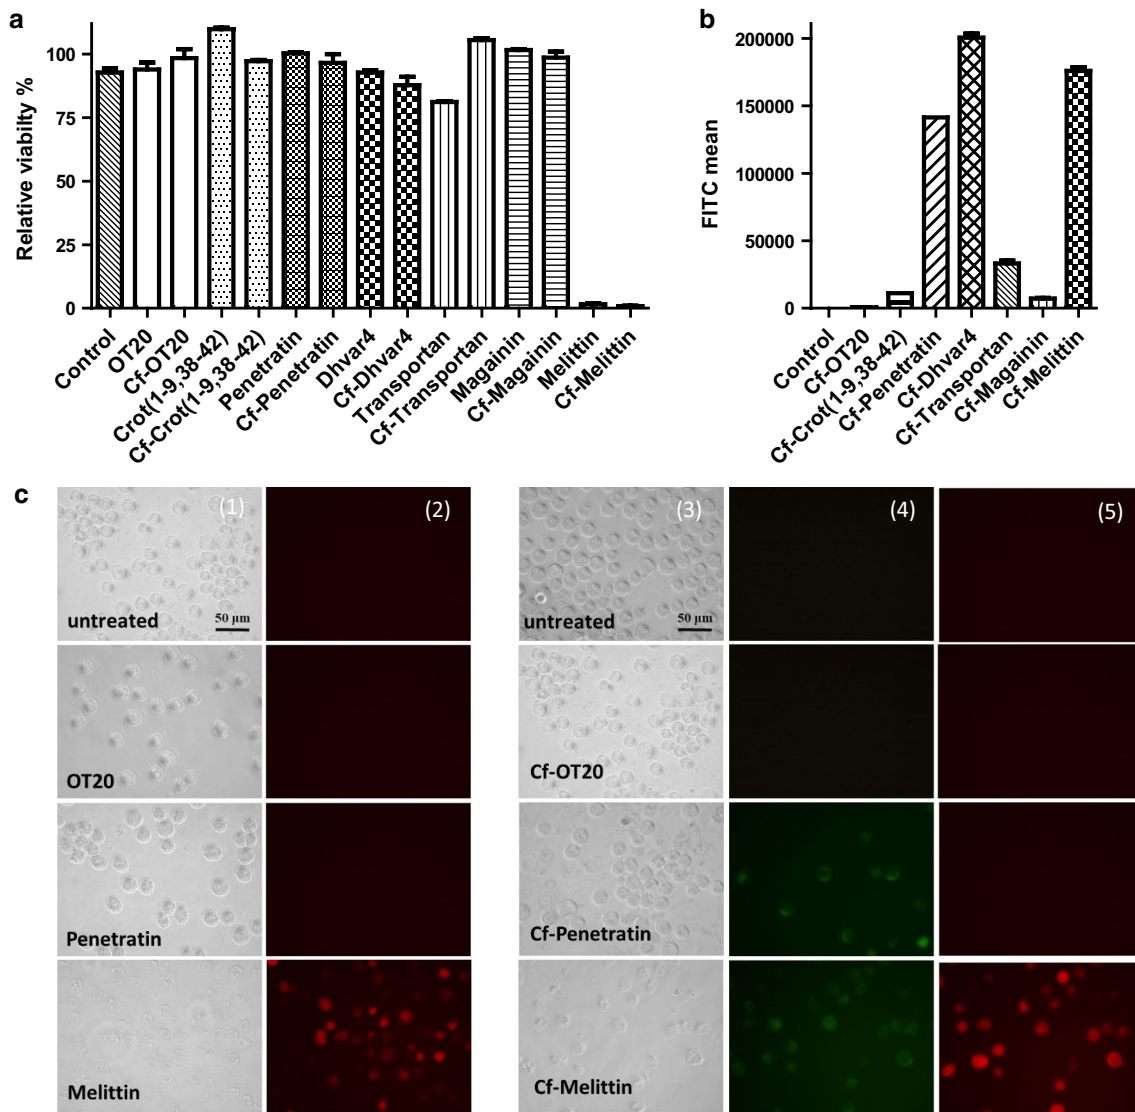 a
Relative viability %
100
75
50
25
0
Control
OT20
Cf-OT20
Crot(1-9,38-42)
Cf-Crot(1-9,38-42)
Penetratin
Cf-Penetratin
Dhvar4
Cf-Dhvar4
Transportan
Cf-Transportan
Magainin
Cf-Magainin
Melittin
Cf-Melittin
b
FITC mean
200000
150000
100000
50000
0
Control
Cf-OT20
Cf-Crot(1-9,38-42)
Cf-Penetratin
Cf-Dhvar4
Cf-Transportan
Cf-Magainin
Cf-Melittin
c
(1) (2) (3) (4) (5)
untreated 50 µm untreated 50 µm
OT20 Cf-OT20
Penetratin Cf-Penetratin
Melittin Cf-Melittin